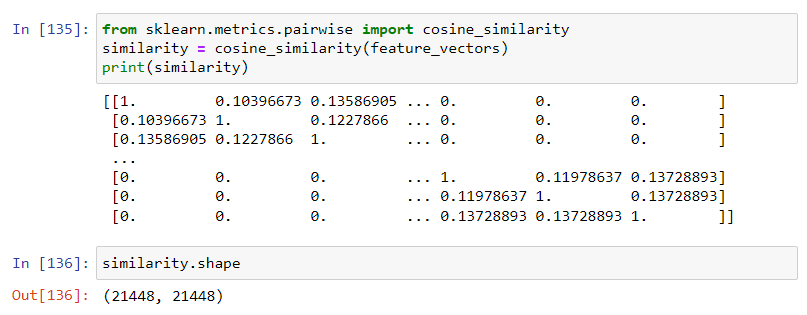 In [135]: from sklearn.metrics.pairwise import cosine_similarity
similarity = cosine_similarity(feature_vectors)
print(similarity)
[[1.         0.10396673 0.13586905 ... 0.         0.         0.        ]
 [0.10396673 1.         0.1227866  ... 0.         0.         0.        ]
 [0.13586905 0.1227866  1.         ... 0.         0.         0.        ]
 ...
 [0.         0.         0.         ... 1.         0.11978637 0.13728893]
 [0.         0.         0.         ... 0.11978637 1.         0.13728893]
 [0.         0.         0.         ... 0.13728893 0.13728893 1.        ]]
In [136]: similarity.shape
Out[136]: (21448, 21448)